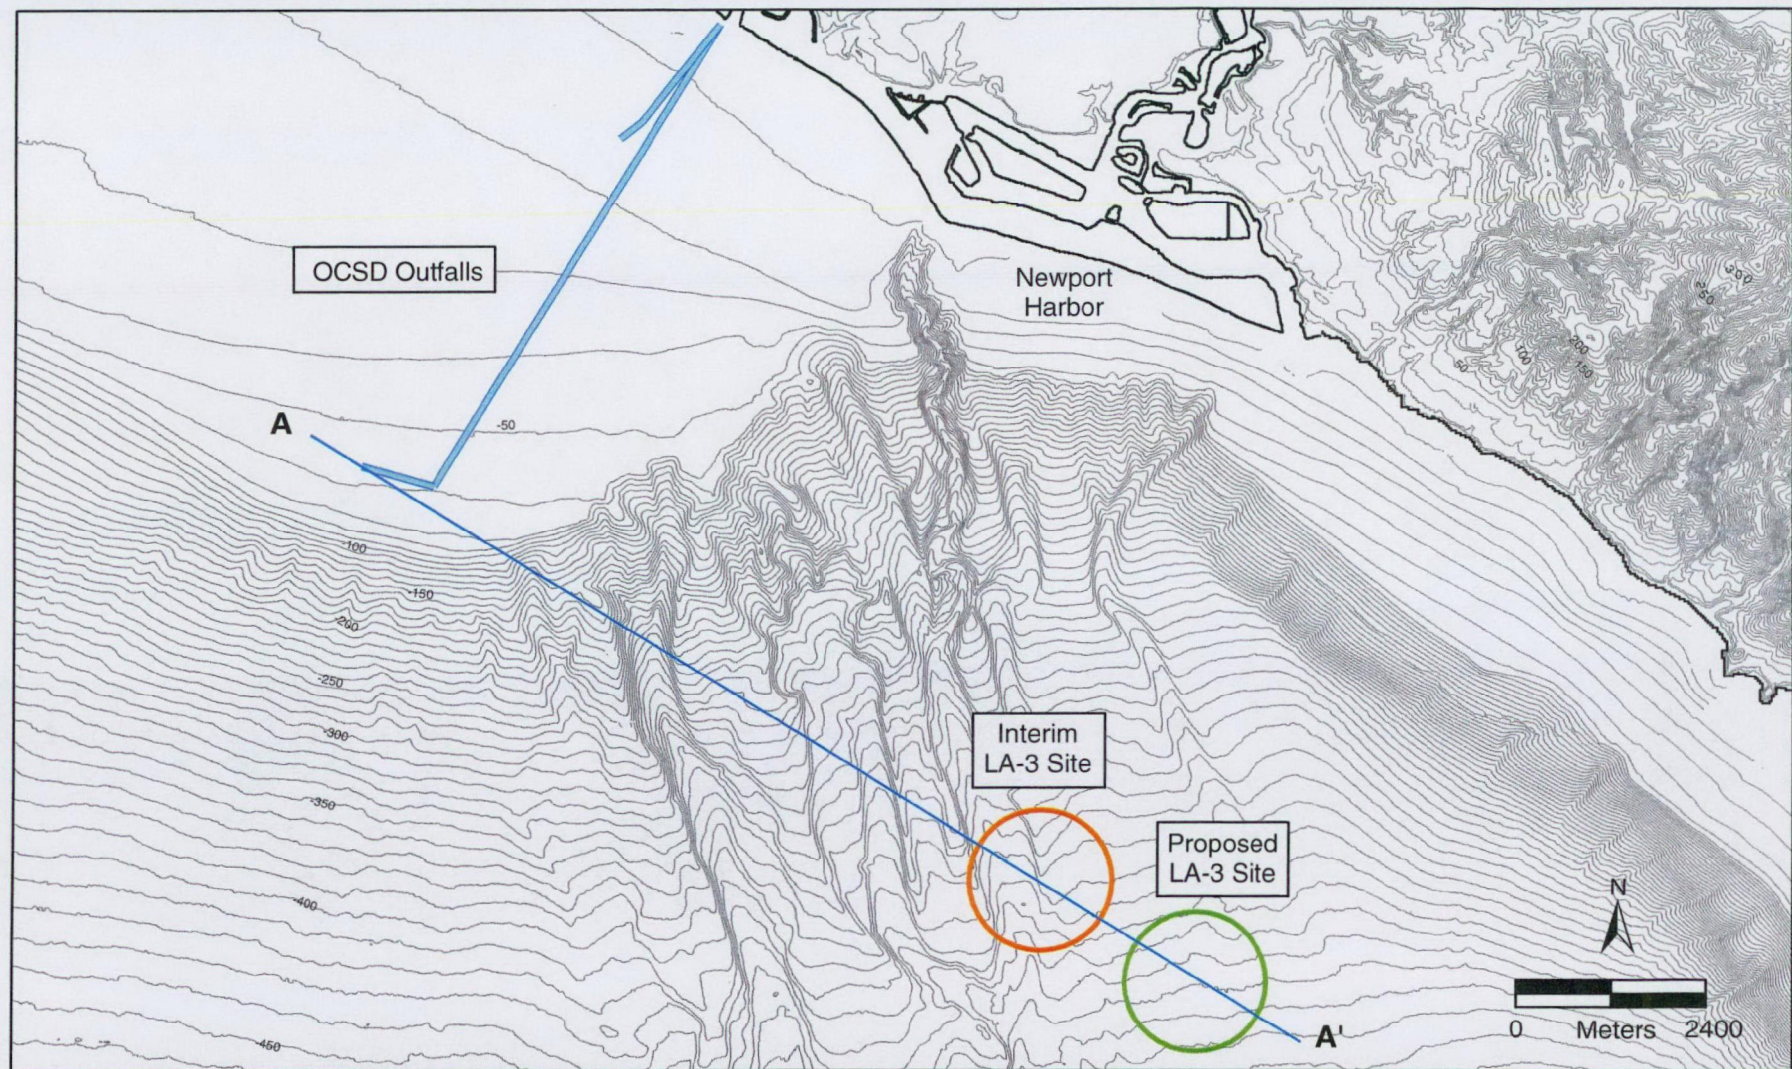 OCSD Outfalls
Newport
Harbor
300
250
200
150
100
50
A
-50
-100
-150
-200
-250
-300
-350
-400
-450
Interim
LA-3 Site
Proposed
LA-3 Site
N
0 Meters 2400
A'